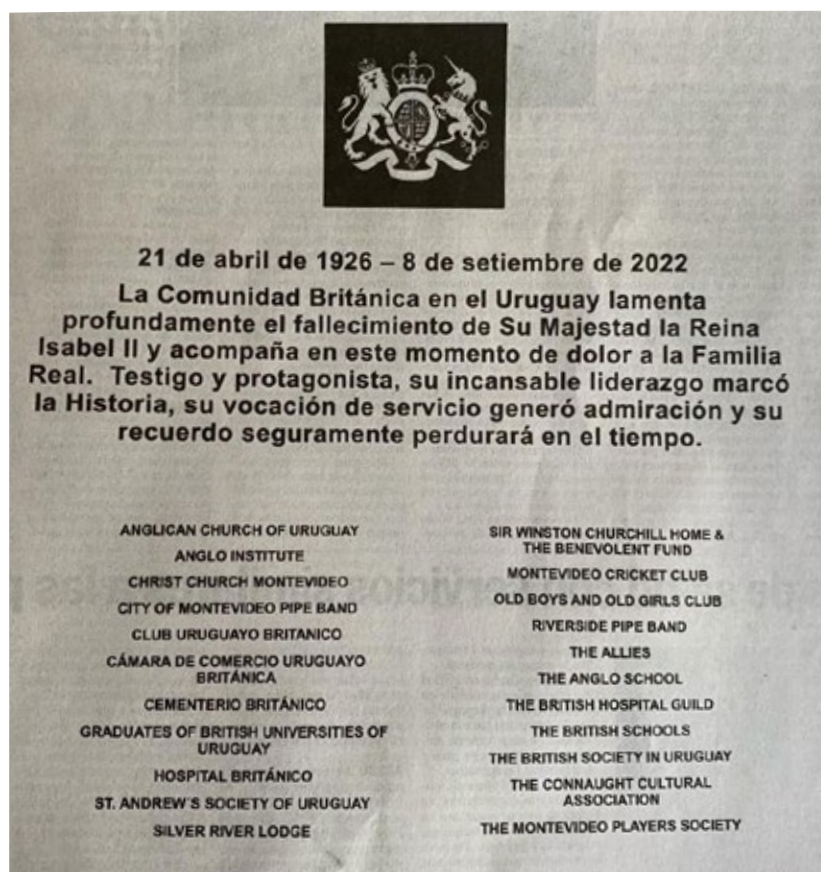 21 de abril de 1926 – 8 de setiembre de 2022
La Comunidad Británica en el Uruguay lamenta
profundamente el fallecimiento de Su Majestad la Reina
Isabel II y acompaña en este momento de dolor a la Familia
Real. Testigo y protagonista, su incansable liderazgo marcó
la Historia, su vocación de servicio generó admiración y su
recuerdo seguramente perdurará en el tiempo.
ANGLICAN CHURCH OF URUGUAY
ANGLO INSTITUTE
CHRIST CHURCH MONTEVIDEO
CITY OF MONTEVIDEO PIPE BAND
CLUB URUGUAYO BRITANICO
CÁMARA DE COMERCIO URUGUAYO
BRITÁNICA
CEMENTERIO BRITÁNICO
GRADUATES OF BRITISH UNIVERSITIES OF
URUGUAY
HOSPITAL BRITÁNICO
ST. ANDREW´S SOCIETY OF URUGUAY
SILVER RIVER LODGE
SIR WINSTON CHURCHILL HOME &
THE BENEVOLENT FUND
MONTEVIDEO CRICKET CLUB
OLD BOYS AND OLD GIRLS CLUB
RIVERSIDE PIPE BAND
THE ALLIES
THE ANGLO SCHOOL
THE BRITISH HOSPITAL GUILD
THE BRITISH SCHOOLS
THE BRITISH SOCIETY IN URUGUAY
THE CONNAUGHT CULTURAL
ASSOCIATION
THE MONTEVIDEO PLAYERS SOCIETY